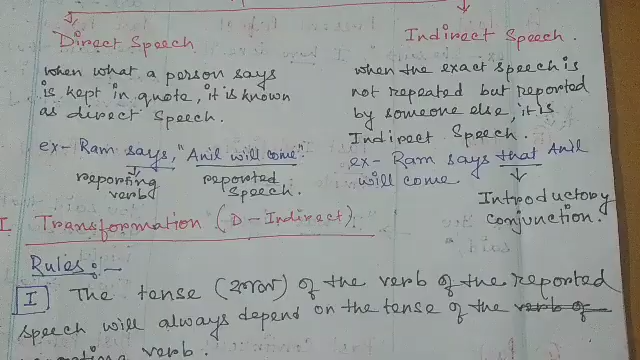 Direct Speech
when what a person says
is kept in quote, it is known
as direct Speech.
ex- Ram says, "Anil will come".
reporting verb
reported Speech.
Indirect Speech.
when the exact speech is
not repeated but reported
by someone else, it is
Indirect Speech.
ex- Ram says that Anil
will come.
Introductory
conjunction.
I. Transformation (D-Indirect)
Rules:-
I The tense () of the verb of the reported
speech will always depend on the tense of the verb of
verb.